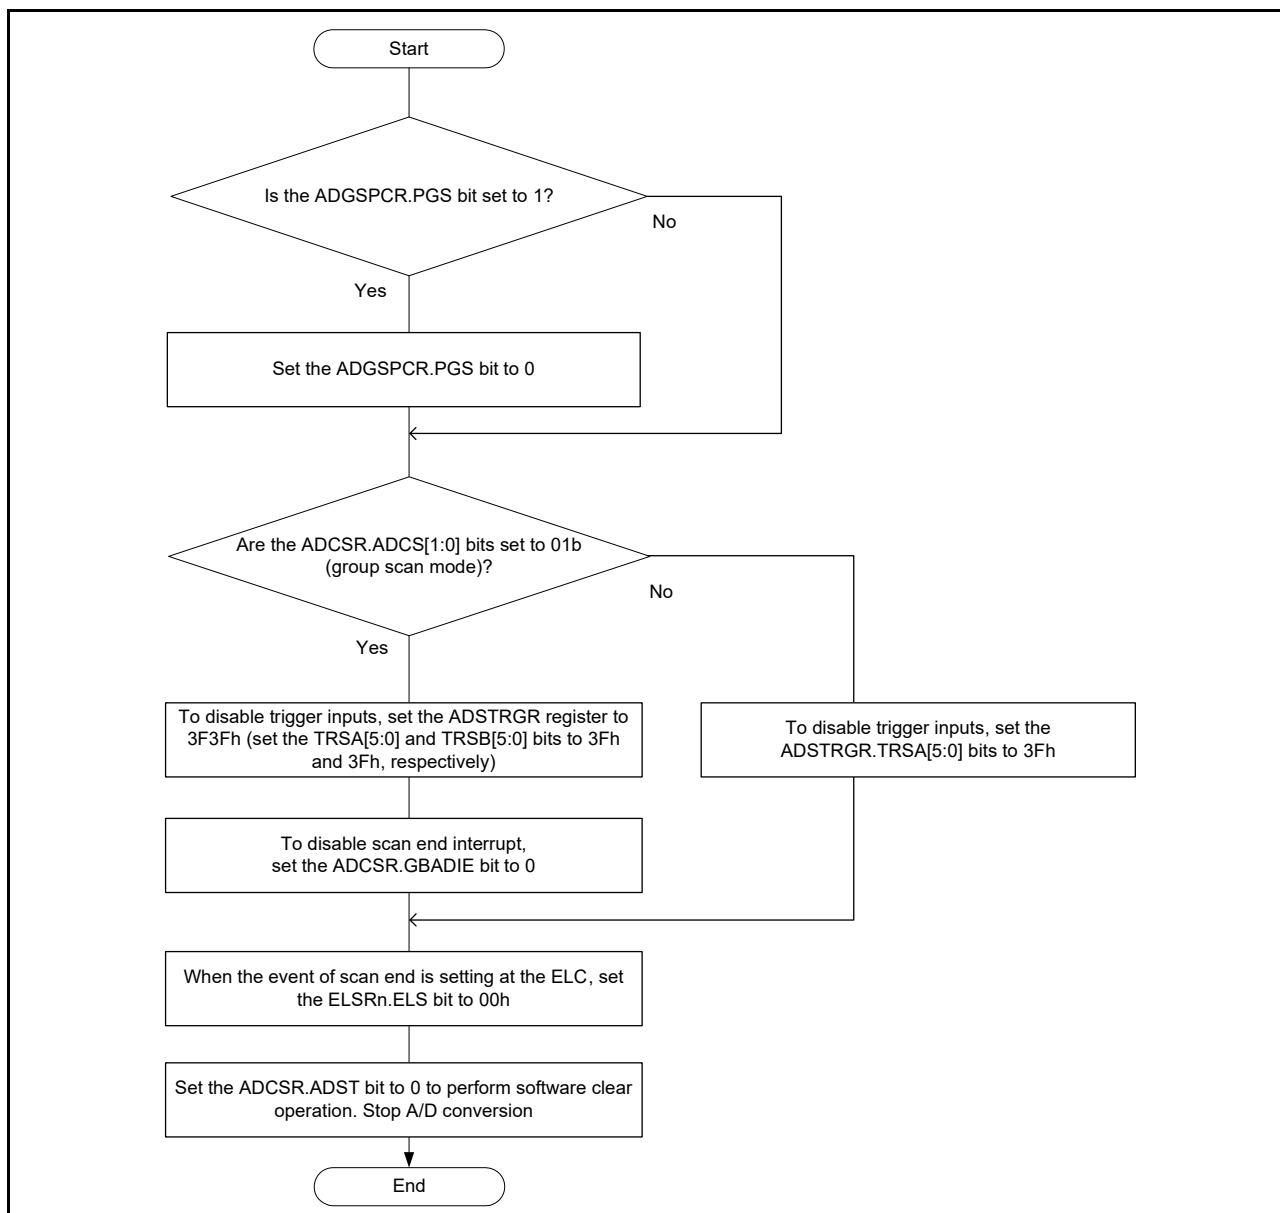 Start
Is the ADGSPCR.PGS bit set to 1?
No
Yes
Set the ADGSPCR.PGS bit to 0
Are the ADCSR.ADCS[1:0] bits set to 01b
(group scan mode)?
No
Yes
To disable trigger inputs, set the ADSTRGR register to
3F3Fh (set the TRSA[5:0] and TRSB[5:0] bits to 3Fh
and 3Fh, respectively)
To disable trigger inputs, set the
ADSTRGR.TRSA[5:0] bits to 3Fh
To disable scan end interrupt,
set the ADCSR.GBADIE bit to 0
When the event of scan end is setting at the ELC, set
the ELSRn.ELS bit to 00h
Set the ADCSR.ADST bit to 0 to perform software clear
operation. Stop A/D conversion
End